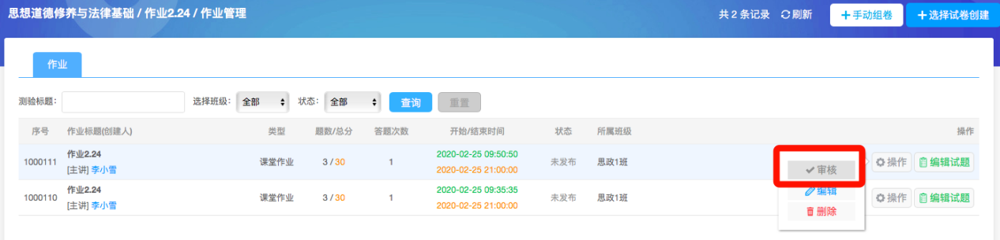 思想道德修养与法律基础 / 作业2.24 / 作业管理
共 2 条记录 刷新 +手动组卷 +选择试卷创建
作业
测验标题: 选择班级: 全部 状态: 全部 查询 重置
序号 作业标题(创建人) 类型 题数/总分 答题次数 开始/结束时间 状态 所属班级 操作
作业2.24 2020-02-25 09:50:50
1000111 课堂作业 3 / 30 1 未发布 思政1班 审核 操作 编辑试题
[主讲] 李小雪 2020-02-25 21:00:00
作业2.24 2020-02-25 09:35:35 编辑
1000110 课堂作业 3 / 30 1 未发布 思政1班 操作 编辑试题
[主讲] 李小雪 2020-02-25 21:00:00 删除